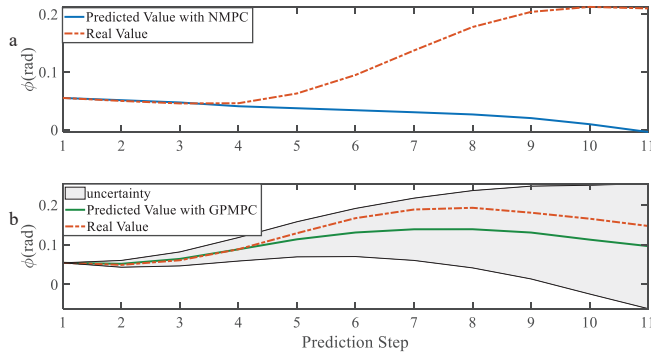 a
ϕ(rad)
0.2
0.1
0
Predicted Value with NMPC
Real Value
1 2 3 4 5 6 7 8 9 10 11
b
ϕ(rad)
0.2
0.1
0
uncertainty
Predicted Value with GPMPC
Real Value
1 2 3 4 5 6 7 8 9 10 11
Prediction Step